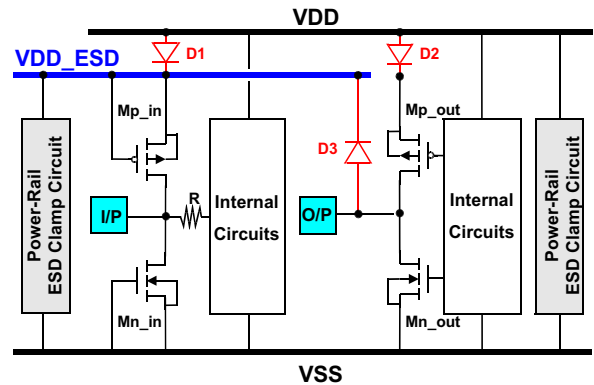 VDD
VDD_ESD
D1
D2
Mp_in
Mp_out
D3
Power-Rail
ESD Clamp Circuit
I/P
R
Internal
Circuits
O/P
Internal
Circuits
Power-Rail
ESD Clamp Circuit
Mn_in
Mn_out
VSS